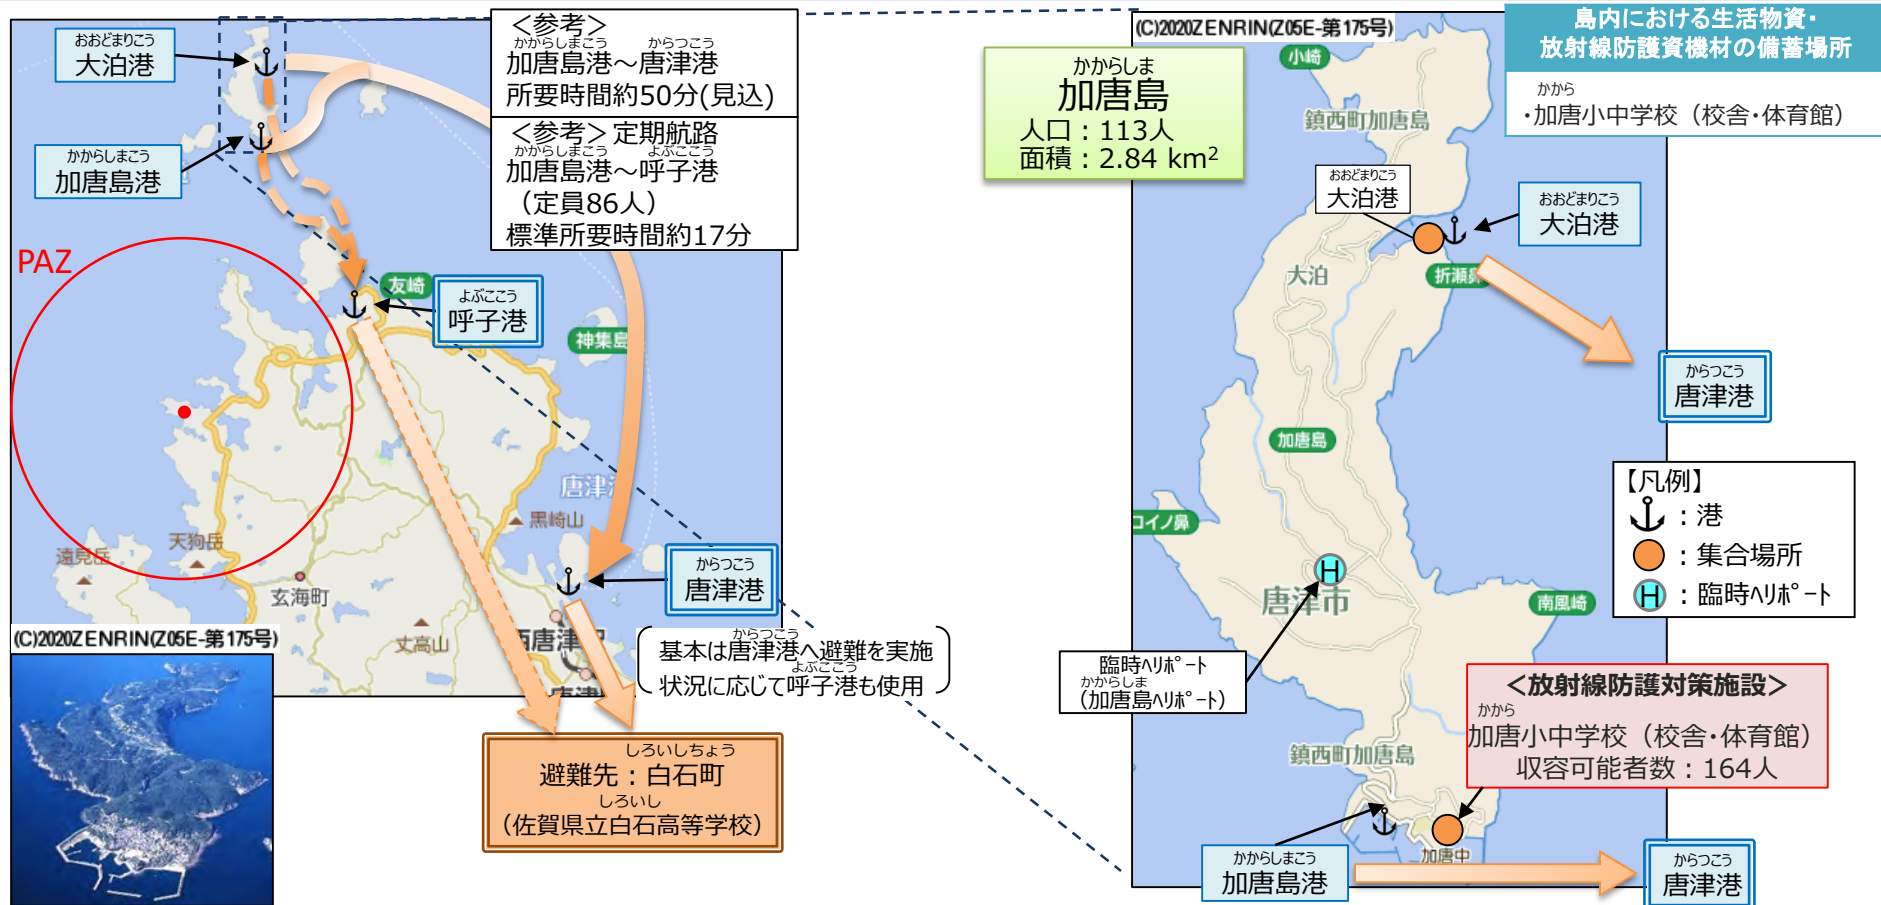 おおどまりこう
大泊港
かからしまこう
加唐島港
＜参考＞
かからしまこう からつこう
加唐島港～唐津港
所要時間約50分(見込)
＜参考＞定期航路
かからしまこう よぶここう
加唐島港～呼子港
（定員86人）
標準所要時間約17分
PAZ
友崎
よぶここう
呼子港
神集島
黒崎山
天狗岳
遠見岳
玄海町
丈高山
からつこう
唐津港
(C)2020ZENRIN(Z05E-第175号)
からつこう
基本は唐津港へ避難を実施
よぶここう
状況に応じて呼子港も使用
しろいしちょう
避難先：白石町
しろいし
（佐賀県立白石高等学校）
(C)2020ZENRIN(Z05E-第175号)
島内における生活物資・
放射線防護資機材の備蓄場所
かから
・加唐小中学校（校舎・体育館）
かからしま
加唐島
人口：113人
面積：2.84 km²
小崎
鎮西町加唐島
おおどまりこう
大泊港
おおどまりこう
大泊港
大泊
折瀬鼻
からつこう
唐津港
加唐島
コイノ鼻
唐津市
南風崎
【凡例】
：港
：集合場所
H：臨時ヘリポート
H
臨時ヘリポート
かからしま
（加唐島ヘリポート）
＜放射線防護対策施設＞
かから
加唐小中学校（校舎・体育館）
収容可能者数：164人
鎮西町加唐島
加唐中
かからしまこう
加唐島港
からつこう
唐津港